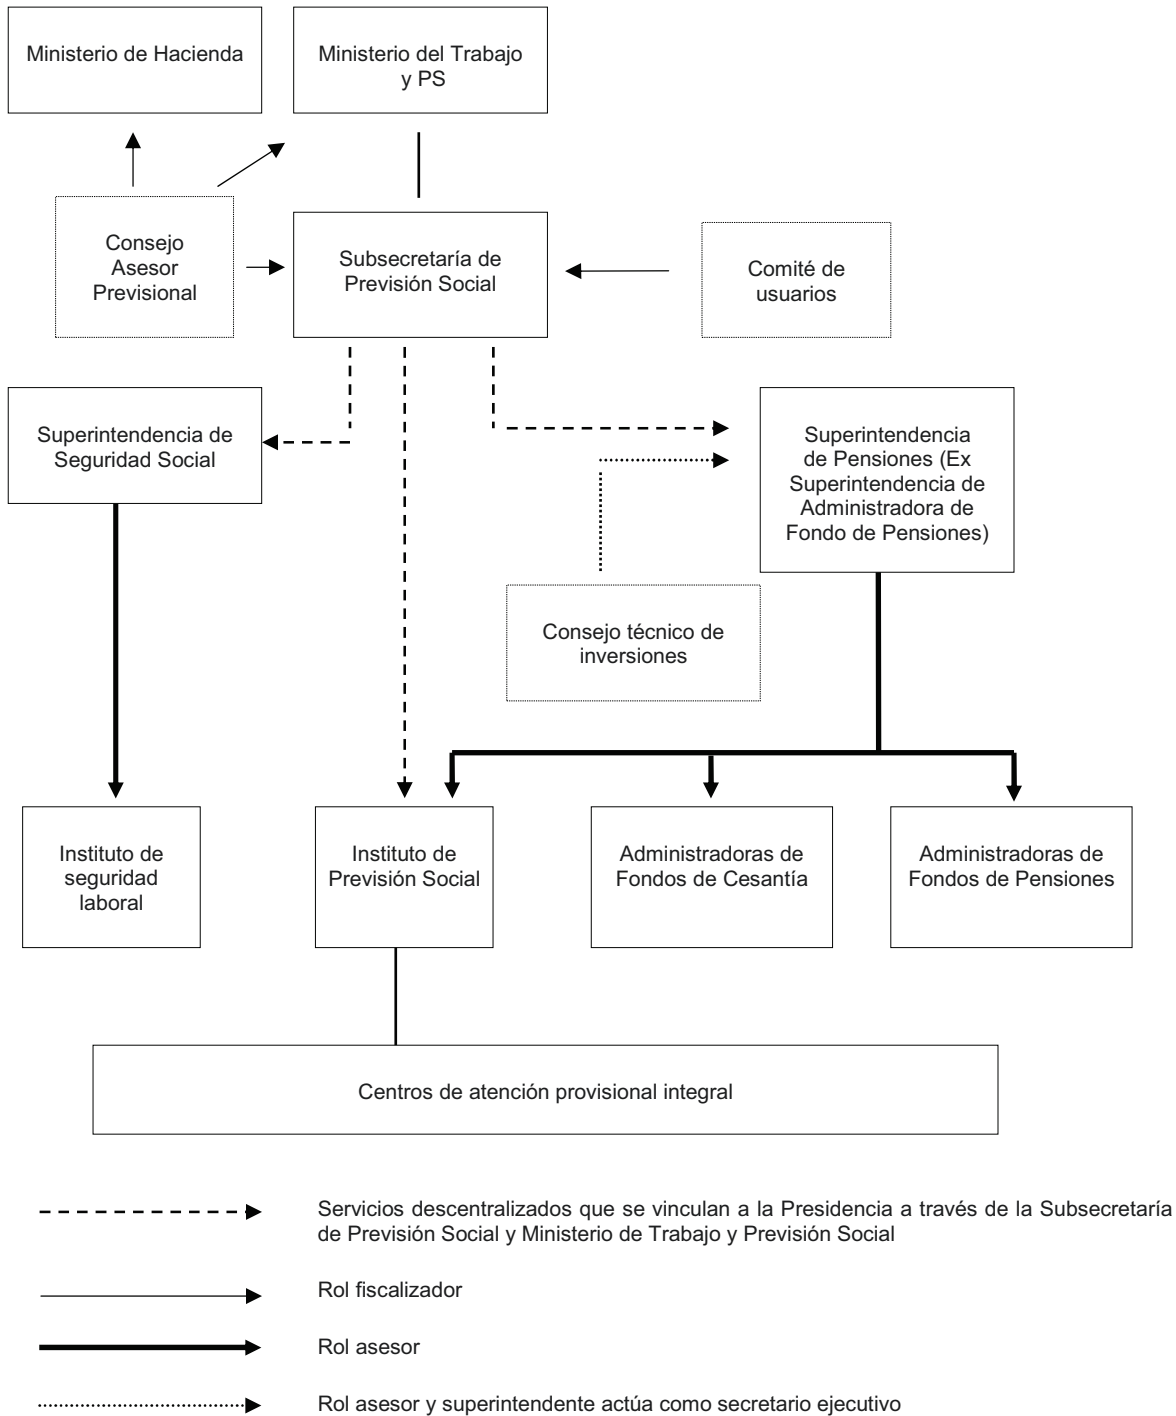 Ministerio de Hacienda
Ministerio del Trabajo
y PS
Consejo
Asesor
Previsional
Subsecretaría de
Previsión Social
Comité de
usuarios
Superintendencia de
Seguridad Social
Superintendencia
de Pensiones (Ex
Superintendencia de
Administradora de
Fondo de Pensiones)
Consejo técnico de
inversiones
Instituto de
seguridad
laboral
Instituto de
Previsión Social
Administradoras de
Fondos de Cesantía
Administradoras de
Fondos de Pensiones
Centros de atención provisional integral
Servicios descentralizados que se vinculan a la Presidencia a través de la Subsecretaría
de Previsión Social y Ministerio de Trabajo y Previsión Social
Rol fiscalizador
Rol asesor
Rol asesor y superintendente actúa como secretario ejecutivo